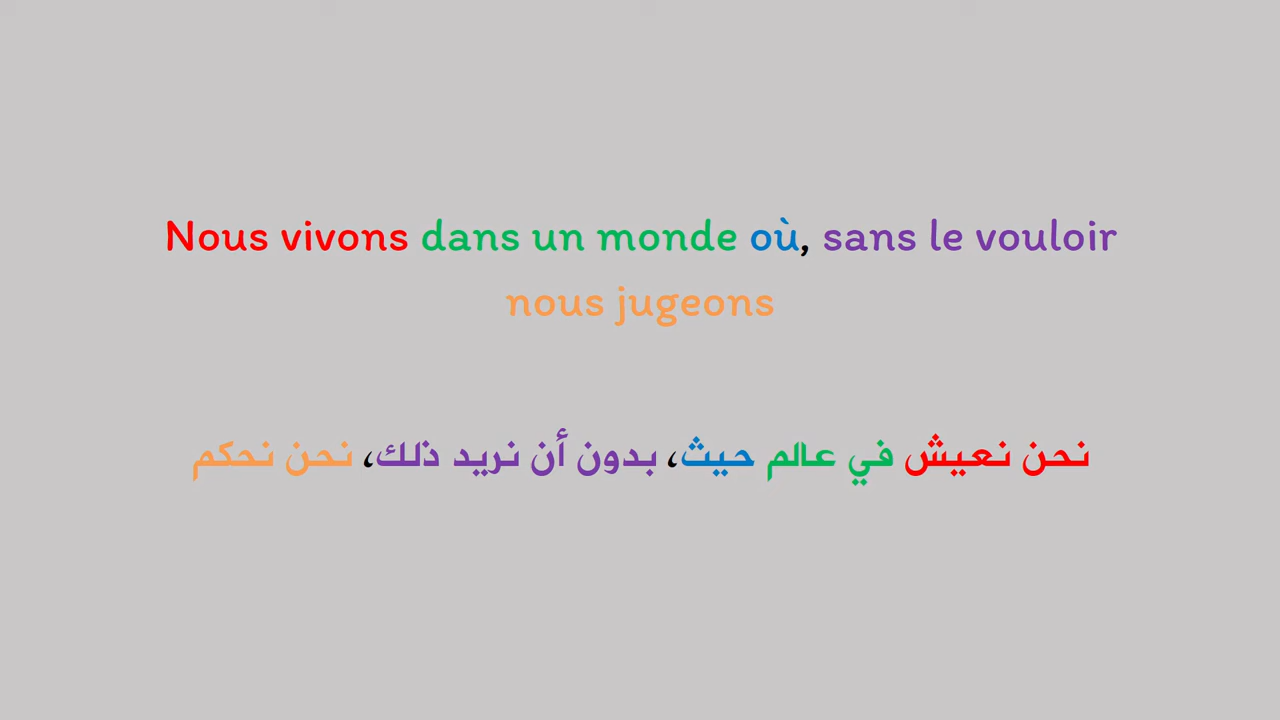 Nous vivons dans un monde où, sans le vouloir
nous jugeons
نحن نعيش في عالم حيث، بدون أن نريد ذلك، نحن نحكم